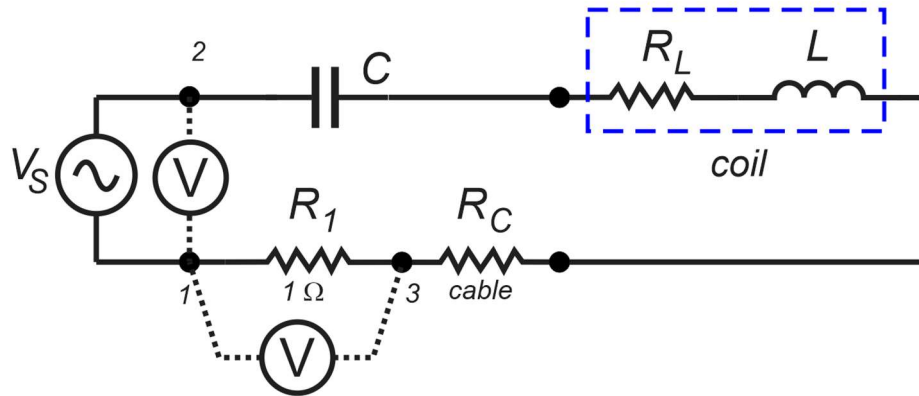 2
C
R_L
L
V_S
V
coil
R_1
R_C
1
1 Ω
3
cable
V